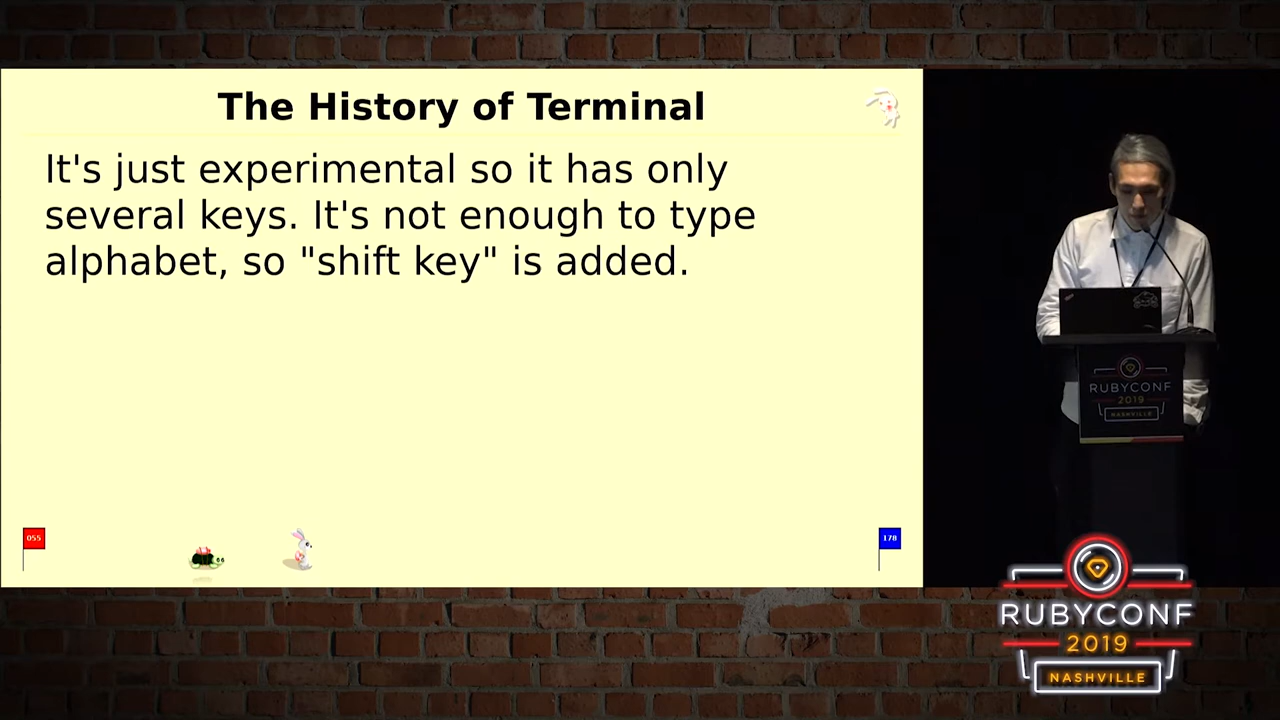 The History of Terminal
It's just experimental so it has only
several keys. It's not enough to type
alphabet, so "shift key" is added.
055
178
RUBYCONF
2019
NASHVILLE
RUBYCONF
2019
NASHVILLE